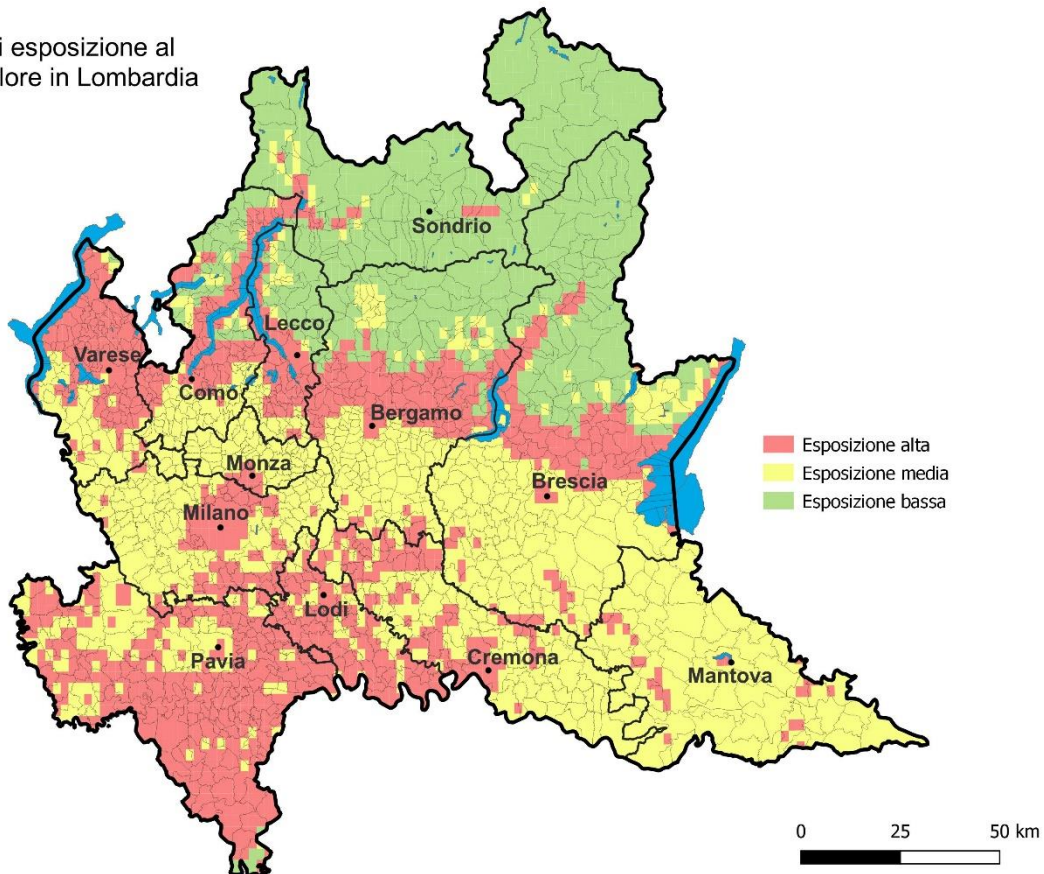 i esposizione al
lore in Lombardia
Sondrio
Lecco
Varese
Como
Bergamo
Monza
Brescia
Milano
Lodi
Pavia
Cremona
Mantova
Esposizione alta
Esposizione media
Esposizione bassa
0 25 50 km